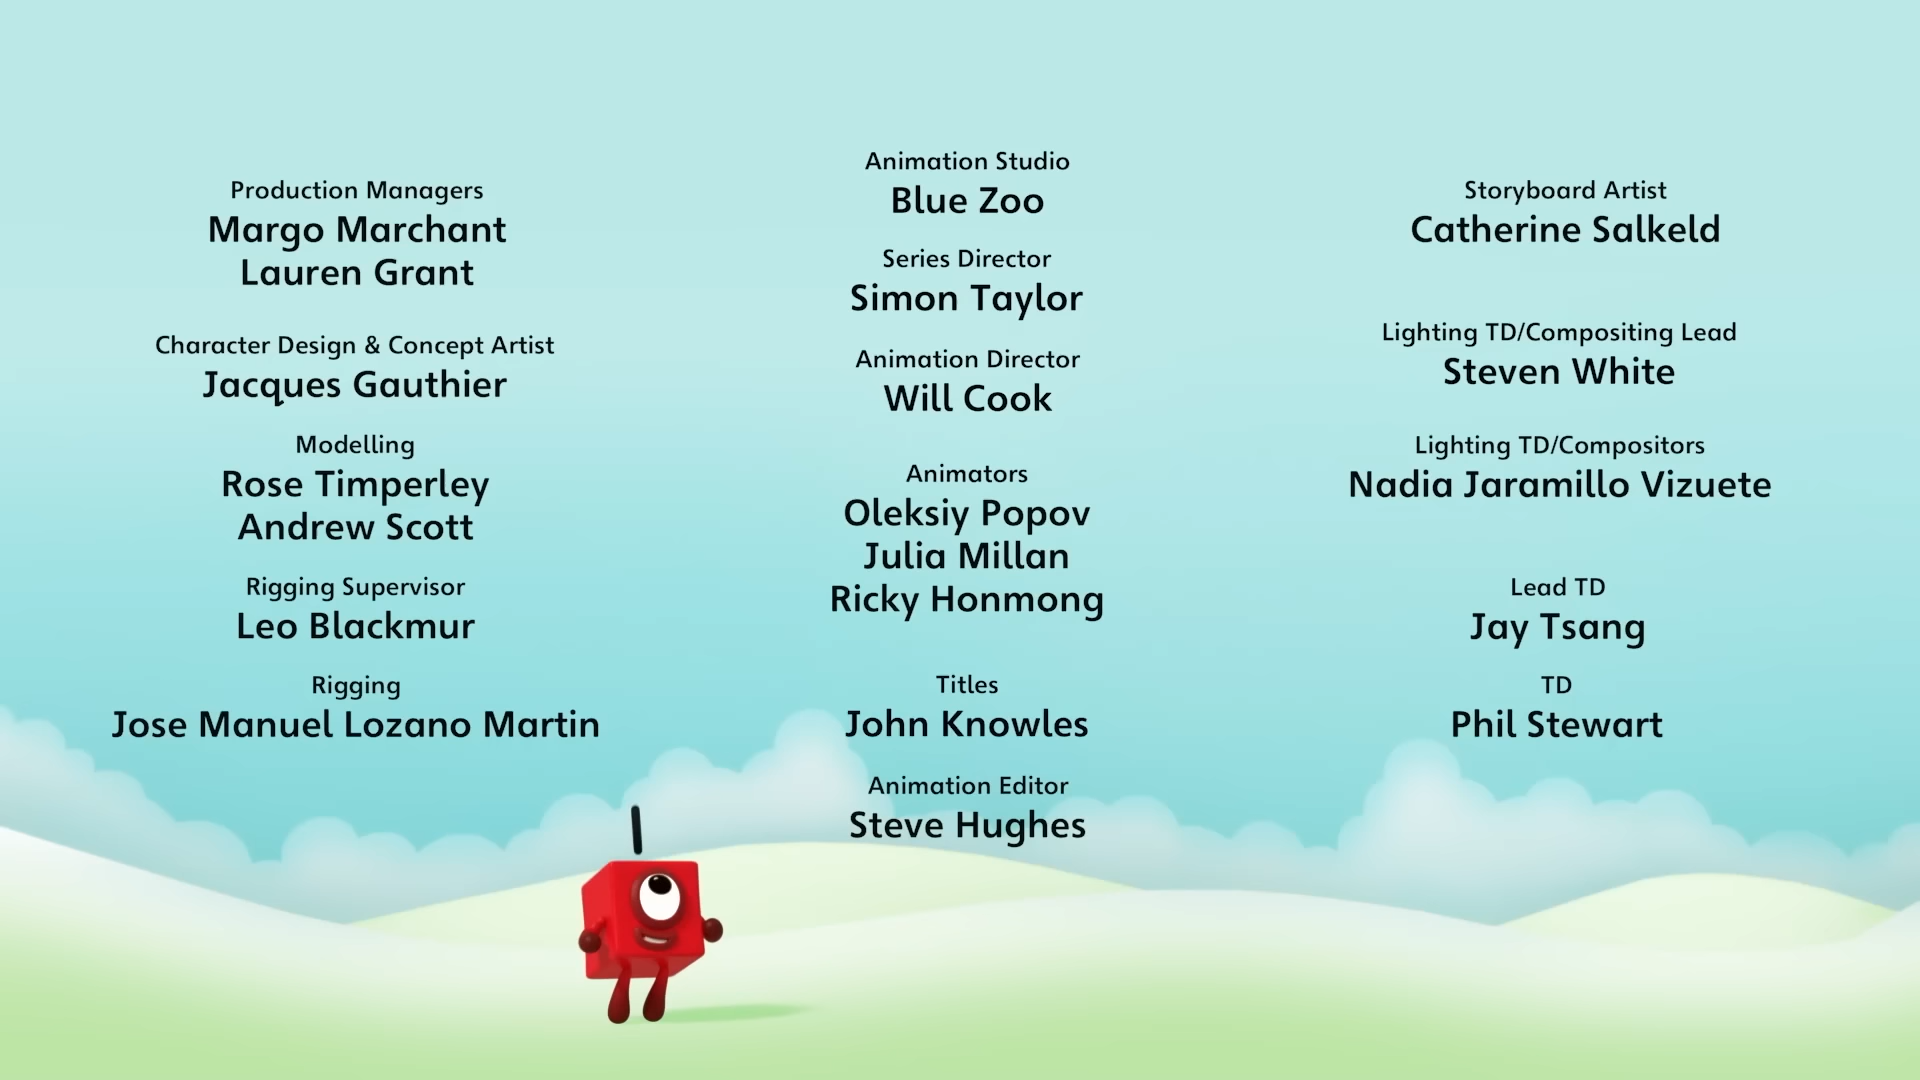 Production Managers
Margo Marchant
Lauren Grant
Character Design & Concept Artist
Jacques Gauthier
Modelling
Rose Timperley
Andrew Scott
Rigging Supervisor
Leo Blackmur
Rigging
Jose Manuel Lozano Martin
Animation Studio
Blue Zoo
Series Director
Simon Taylor
Animation Director
Will Cook
Animators
Oleksiy Popov
Julia Millan
Ricky Honmong
Titles
John Knowles
Animation Editor
Steve Hughes
Storyboard Artist
Catherine Salkeld
Lighting TD/Compositing Lead
Steven White
Lighting TD/Compositors
Nadia Jaramillo Vizuete
Lead TD
Jay Tsang
TD
Phil Stewart